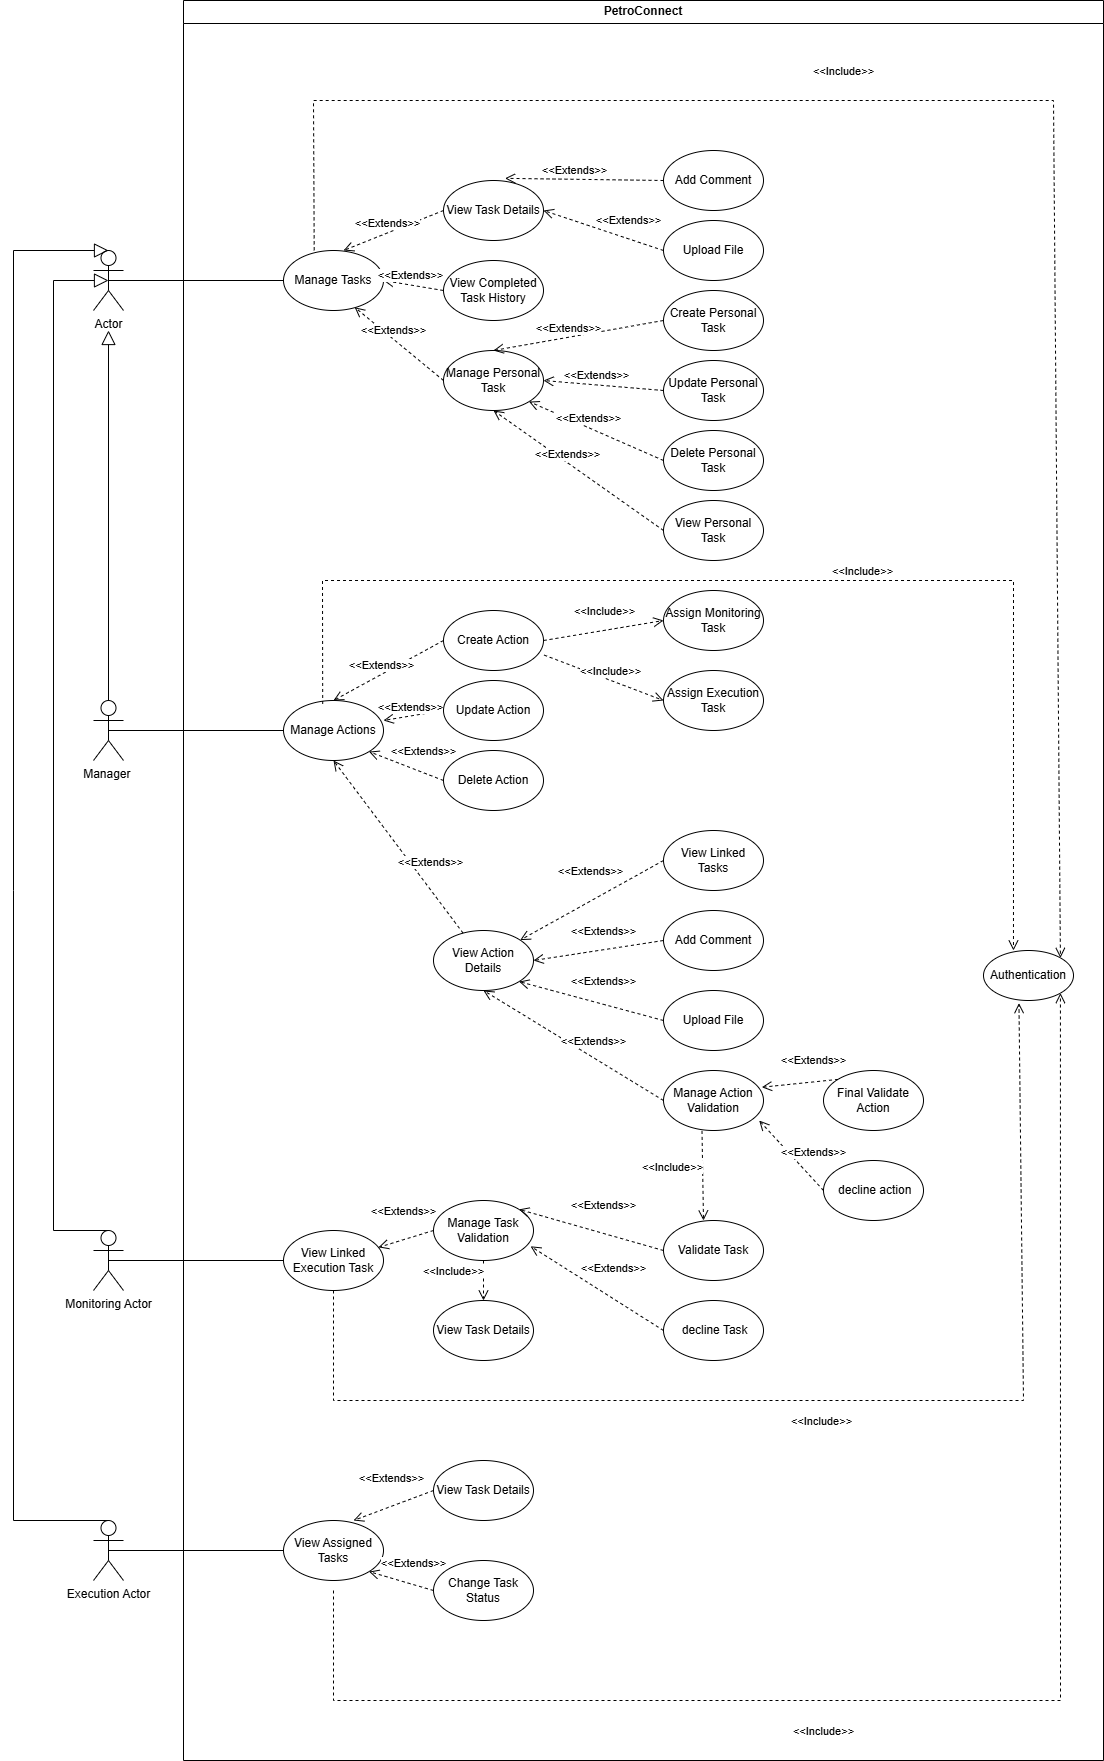 PetroConnect
<<Include>>
<<Extends>>
Add Comment
View Task Details
<<Extends>>
<<Extends>>
Upload File
Actor
Manage Tasks
<<Extends>>
View Completed
Task History
Create Personal
Task
<<Extends>>
<<Extends>>
Manage Personal
Task
<<Extends>>
Update Personal
Task
<<Extends>>
Delete Personal
Task
<<Extends>>
View Personal
Task
<<Include>>
Create Action
<<Include>>
Assign Monitoring
Task
<<Extends>>
<<Include>>
Assign Execution
Task
Manager
Manage Actions
<<Extends>>
Update Action
<<Extends>>
Delete Action
<<Extends>>
View Linked
Tasks
<<Extends>>
View Action
Details
<<Extends>>
Add Comment
<<Extends>>
Upload File
Authentication
<<Extends>>
Manage Action
Validation
<<Extends>>
Final Validate
Action
<<Extends>>
decline action
<<Include>>
Monitoring Actor
View Linked
Execution Task
<<Extends>>
Manage Task
Validation
<<Extends>>
Validate Task
<<Include>>
<<Extends>>
View Task Details
decline Task
<<Include>>
<<Extends>>
View Task Details
Execution Actor
View Assigned
Tasks
<<Extends>>
Change Task
Status
<<Include>>